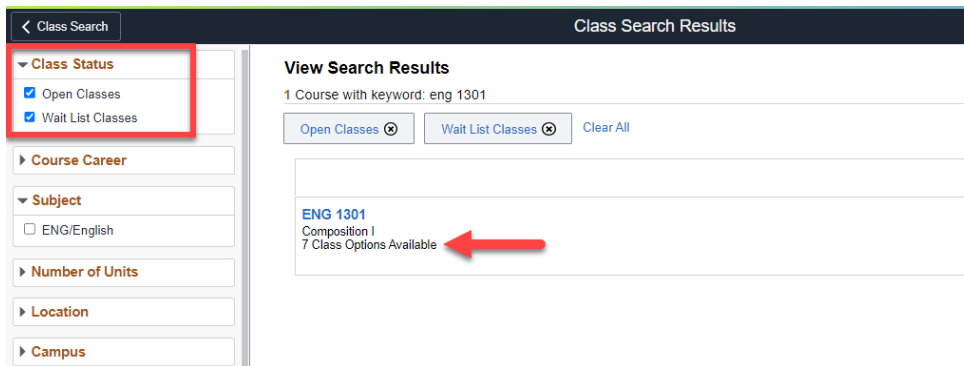 Class Search
Class Search Results
Class Status
Open Classes
Wait List Classes
Course Career
Subject
ENG/English
Number of Units
Location
Campus
View Search Results
1 Course with keyword: eng 1301
Open Classes
Wait List Classes
Clear All
ENG 1301
Composition I
7 Class Options Available